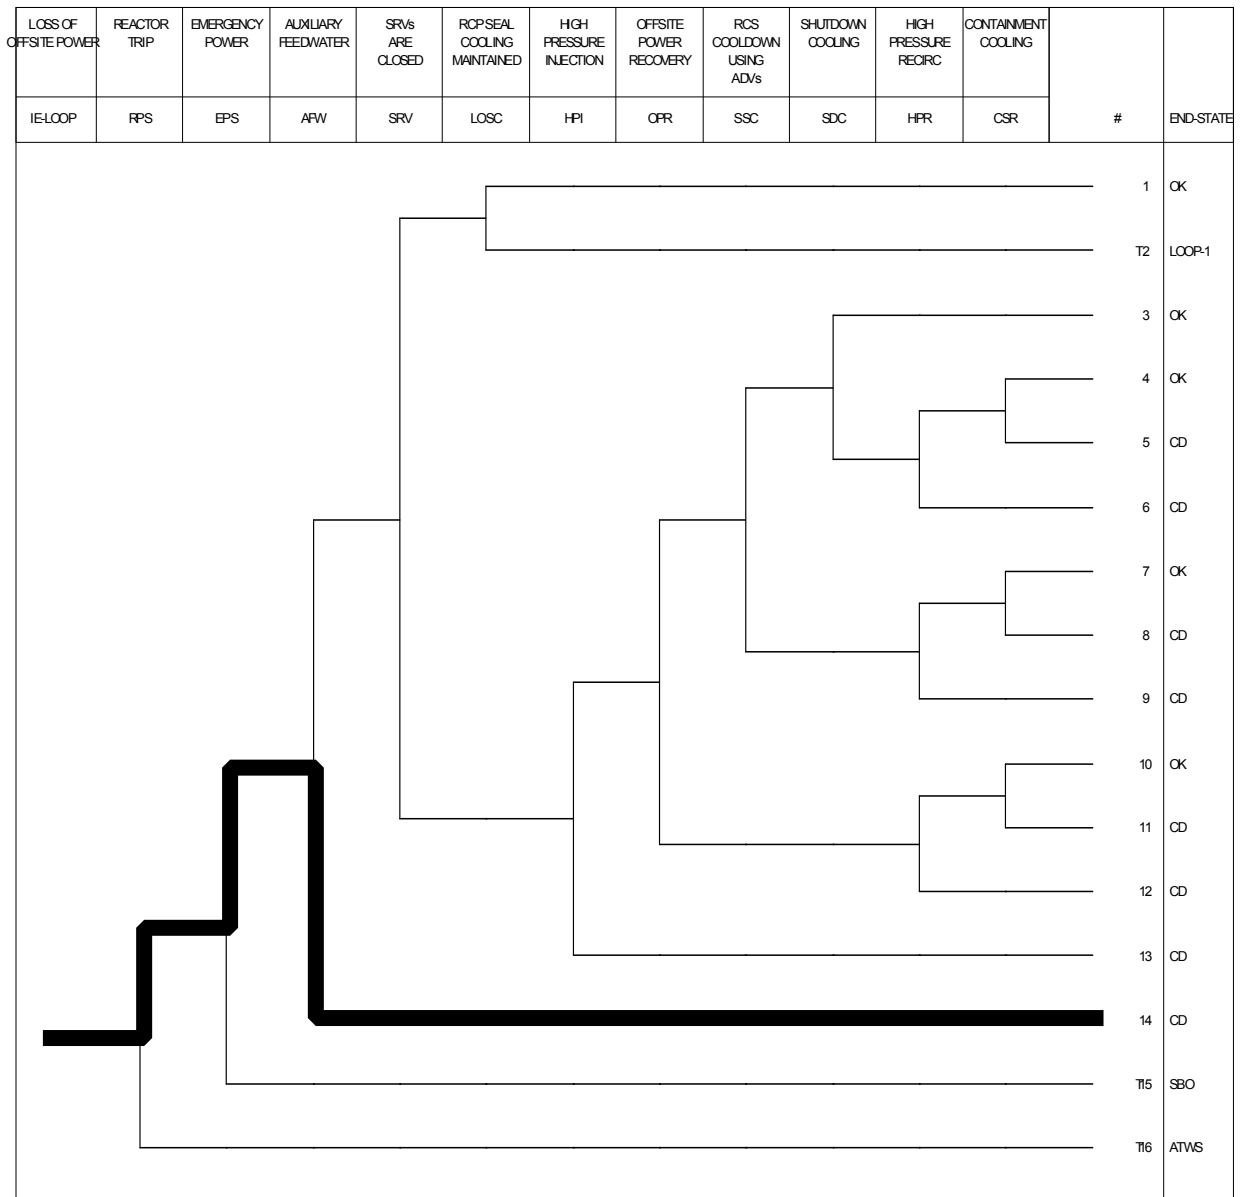 LOSS OF OFFSITE POWER
REACTOR TRIP
EMERGENCY POWER
AUXILIARY FEEDWATER
SRVs ARE CLOSED
RCP SEAL COOLING MAINTAINED
HIGH PRESSURE INJECTION
OFFSITE POWER RECOVERY
RCS COOLDOWN USING ADVs
SHUTDOWN COOLING
HIGH PRESSURE RECIRC
CONTAINMENT COOLING
IE-LOOP RPS EPS AFW SRV LOSC HPI OPR SSC SDC HPR CSR # END-STATE
1 OK
T2 LOOP-1
3 OK
4 OK
5 CD
6 CD
7 OK
8 CD
9 CD
10 OK
11 CD
12 CD
13 CD
14 CD
T15 SBO
T16 ATWS